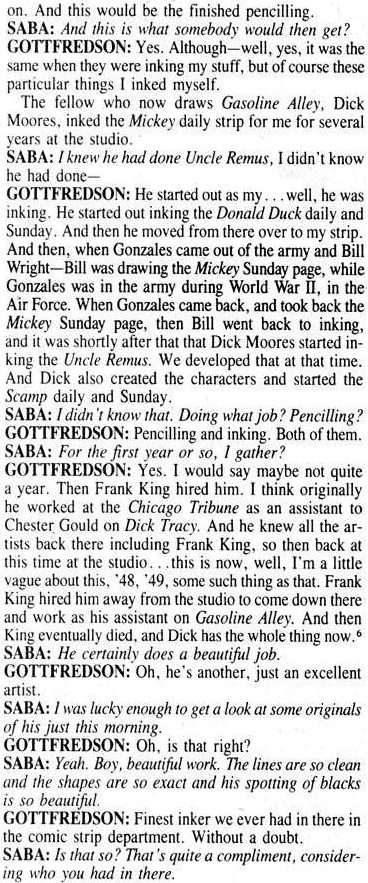 on. And this would be the finished pencilling.
SABA: And this is what somebody would then get?
GOTTFREDSON: Yes. Although—well, yes, it was the
same when they were inking my stuff, but of course these
particular things I inked myself.
The fellow who now draws Gasoline Alley, Dick
Moores, inked the Mickey daily strip for me for several
years at the studio.
SABA: I knew he had done Uncle Remus, I didn't know
he had done—
GOTTFREDSON: He started out as my . . . well, he was
inking. He started out inking the Donald Duck daily and
Sunday. And then he moved from there over to my strip.
And then, when Gonzales came out of the army and Bill
Wright—Bill was drawing the Mickey Sunday page, while
Gonzales was in the army during World War II, in the
Air Force. When Gonzales came back, and took back the
Mickey Sunday page, then Bill went back to inking,
and it was shortly after that that Dick Moores started in-
king the Uncle Remus. We developed that at that time.
And Dick also created the characters and started the
Scamp daily and Sunday.
SABA: I didn't know that. Doing what job? Pencilling?
GOTTFREDSON: Pencilling and inking. Both of them.
SABA: For the first year or so, I gather?
GOTTFREDSON: Yes. I would say maybe not quite
a year. Then Frank King hired him. I think originally
he worked at the Chicago Tribune as an assistant to
Chester Gould on Dick Tracy. And he knew all the ar-
tists back there including Frank King, so then back at
this time at the studio. . .this is now, well, I'm a little
vague about this, '48, '49, some such thing as that. Frank
King hired him away from the studio to come down there
and work as his assistant on Gasoline Alley. And then
King eventually died, and Dick has the whole thing now.⁶
SABA: He certainly does a beautiful job.
GOTTFREDSON: Oh, he's another, just an excellent
artist.
SABA: I was lucky enough to get a look at some originals
of his just this morning.
GOTTFREDSON: Oh, is that right?
SABA: Yeah. Boy, beautiful work. The lines are so clean
and the shapes are so exact and his spotting of blacks
is so beautiful.
GOTTFREDSON: Finest inker we ever had in there in
the comic strip department. Without a doubt.
SABA: Is that so? That's quite a compliment, consider-
ing who you had in there.